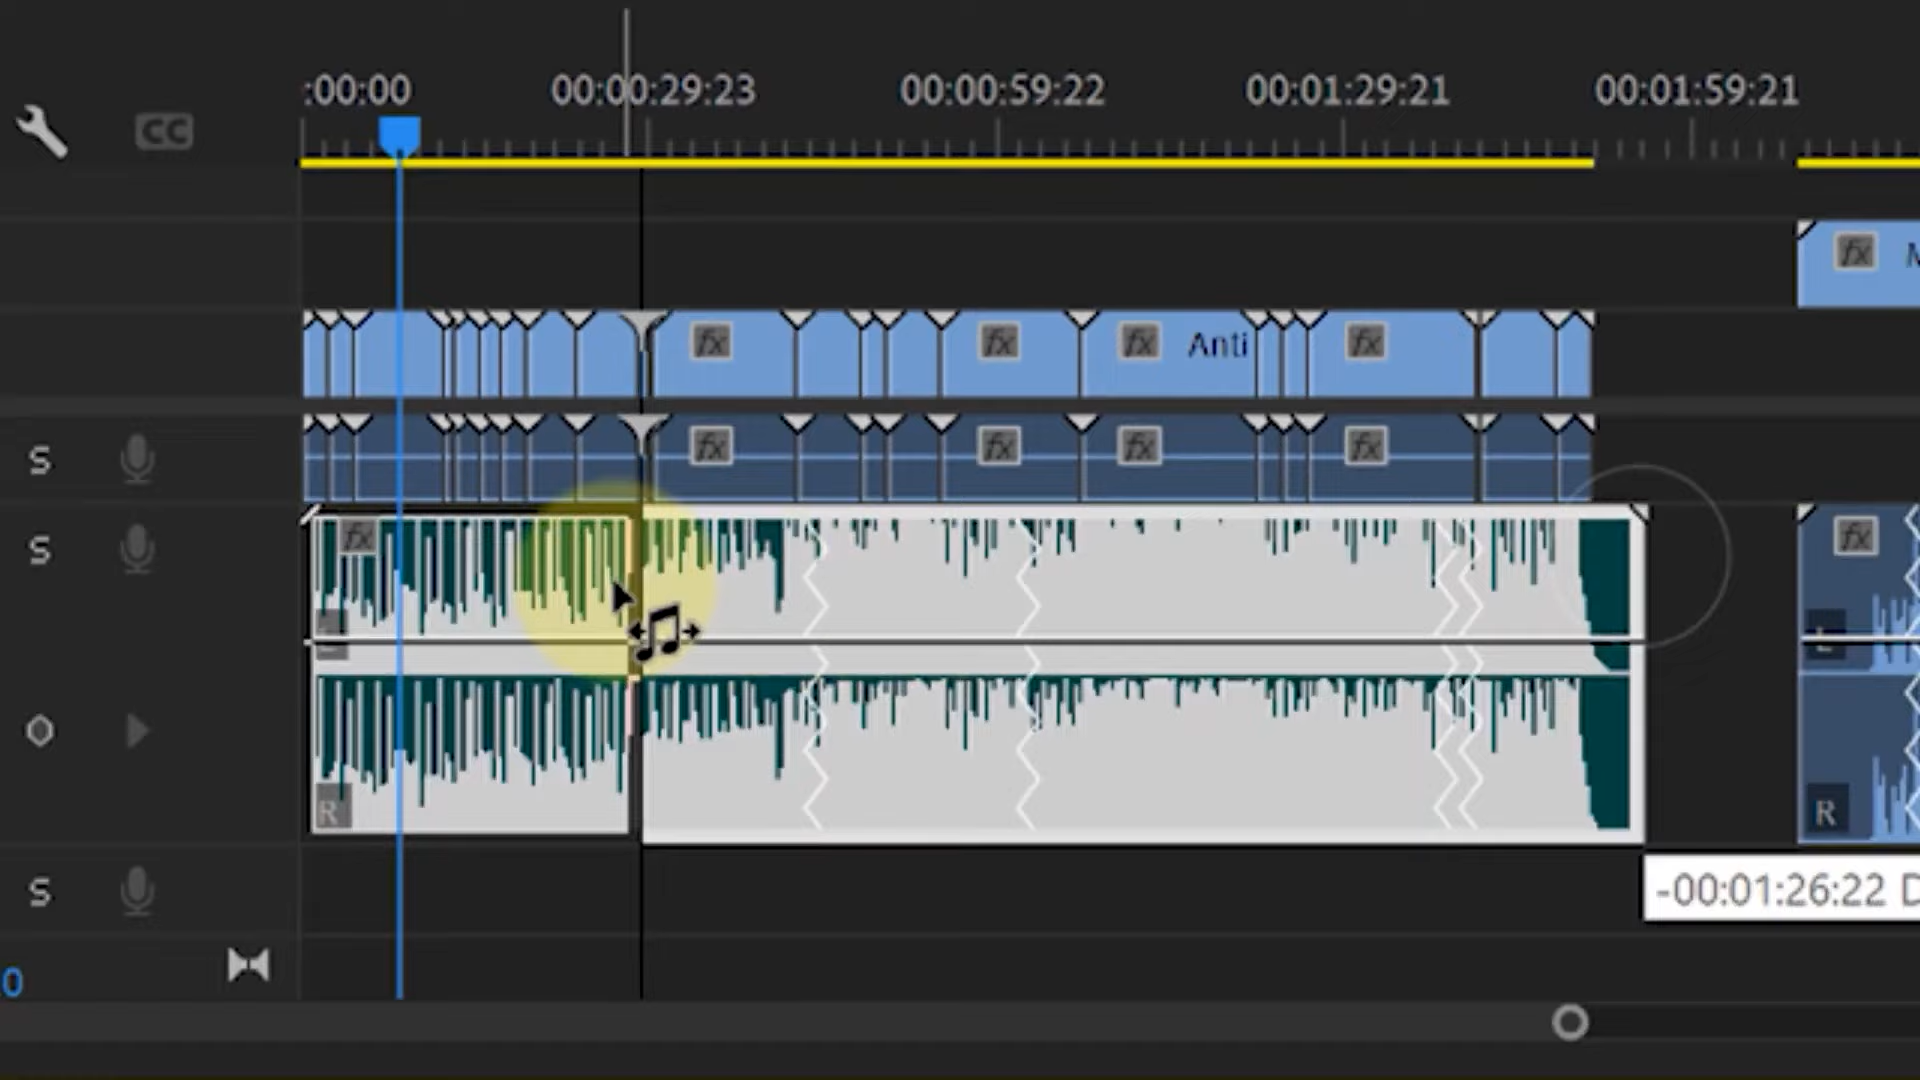 :00:00 00:00:29:23 00:00:59:22 00:01:29:21 00:01:59:21
CC
fx
fx fx fx Anti fx
S fx fx fx fx
S fx fx
L
R R
-00:01:26:22
S
0